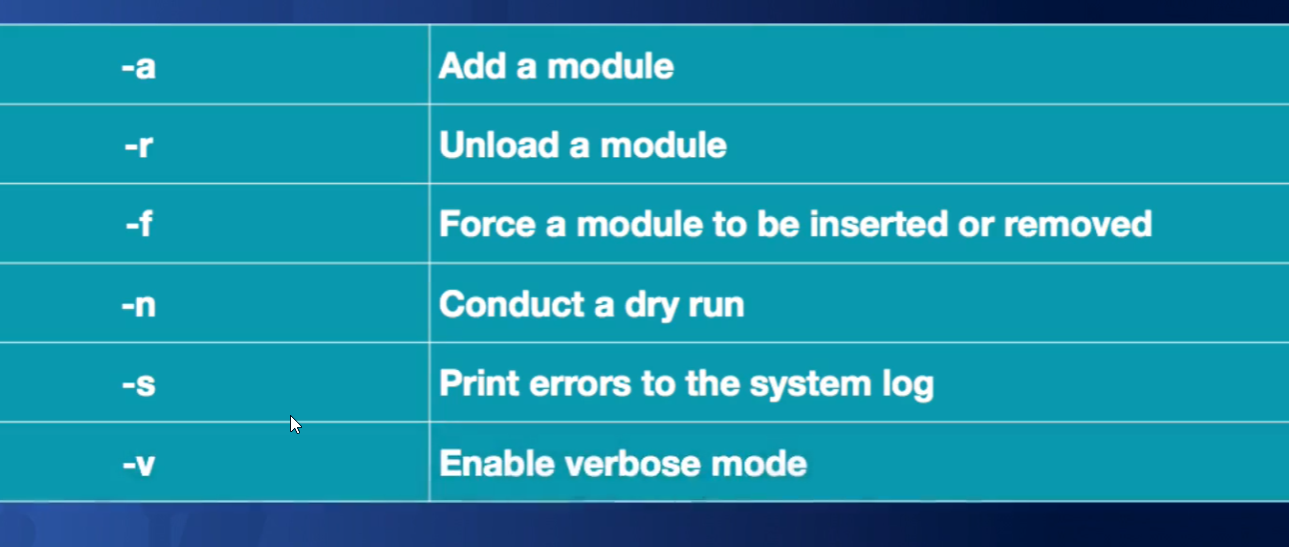 -a Add a module
-r Unload a module
-f Force a module to be inserted or removed
-n Conduct a dry run
-s Print errors to the system log
-v Enable verbose mode